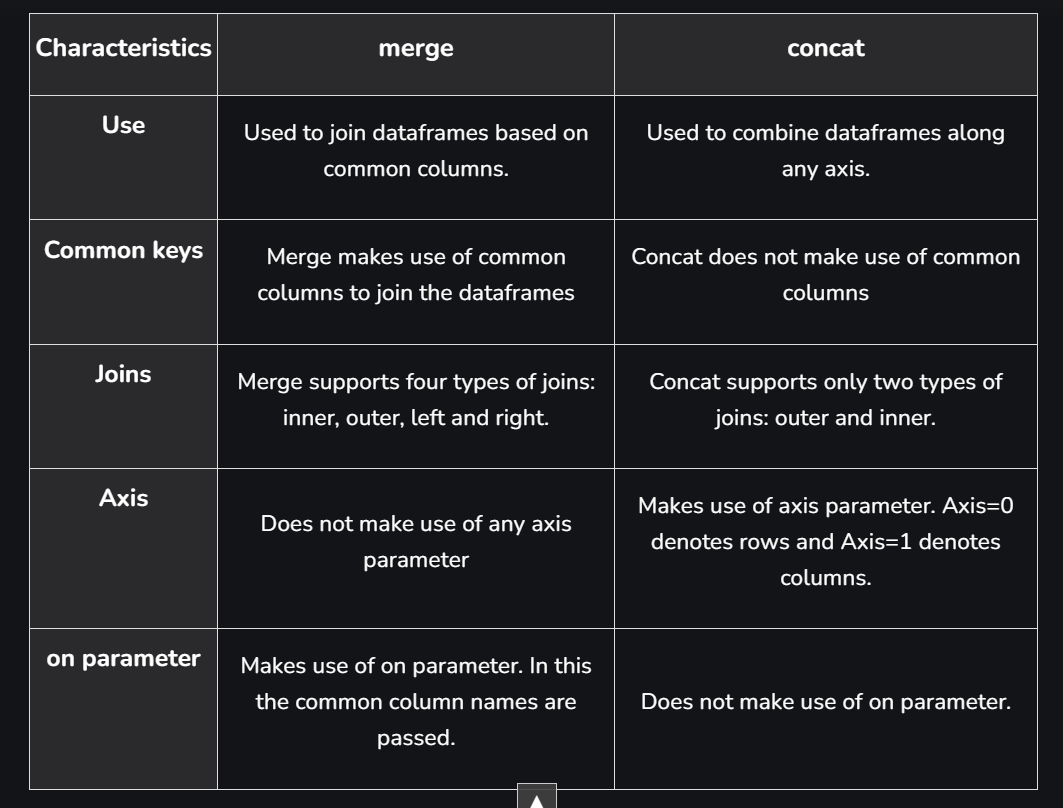 Characteristics
merge
concat
Use
Used to join dataframes based on
common columns.
Used to combine dataframes along
any axis.
Common keys
Merge makes use of common
columns to join the dataframes
Concat does not make use of common
columns
Joins
Merge supports four types of joins:
inner, outer, left and right.
Concat supports only two types of
joins: outer and inner.
Axis
Does not make use of any axis
parameter
Makes use of axis parameter. Axis=0
denotes rows and Axis=1 denotes
columns.
on parameter
Makes use of on parameter. In this
the common column names are
passed.
Does not make use of on parameter.